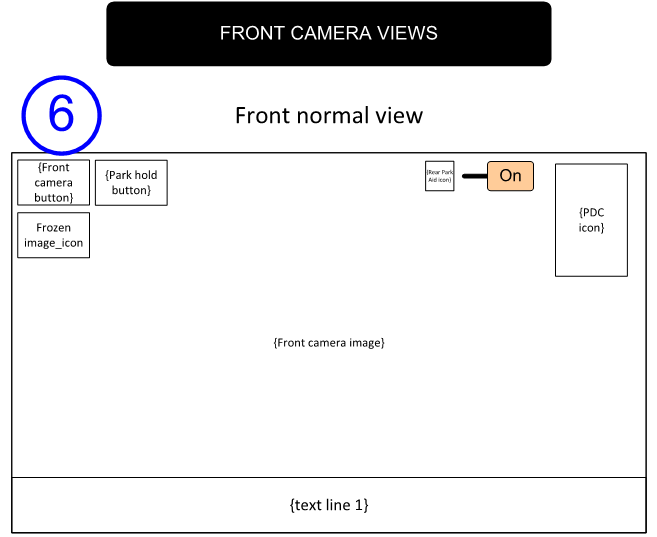 FRONT CAMERA VIEWS
6
Front normal view
{Front
camera
button}
{Park hold
button}
{Rear Park
Aid icon}
On
{PDC
icon}
Frozen
image_icon
{Front camera image}
{text line 1}